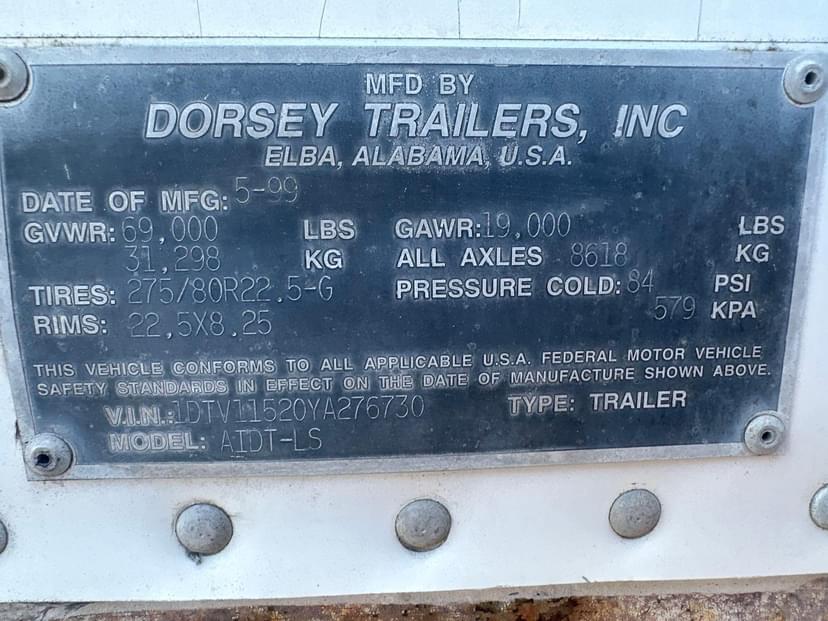 MFD BY
DORSEY TRAILERS, INC
ELBA, ALABAMA, U.S.A.
DATE OF MFG: 5-99
GVWR: 69,000 LBS GAWR: 19,000 LBS
31,298 KG ALL AXLES 8618 KG
TIRES: 275/80R22.5-G PRESSURE COLD: 84 PSI
RIMS: 22.5X8.25 579 KPA
THIS VEHICLE CONFORMS TO ALL APPLICABLE U.S.A. FEDERAL MOTOR VEHICLE
SAFETY STANDARDS IN EFFECT ON THE DATE OF MANUFACTURE SHOWN ABOVE.
V.I.N.: 1DTV11520YA276730 TYPE: TRAILER
MODEL: AIDT-LS